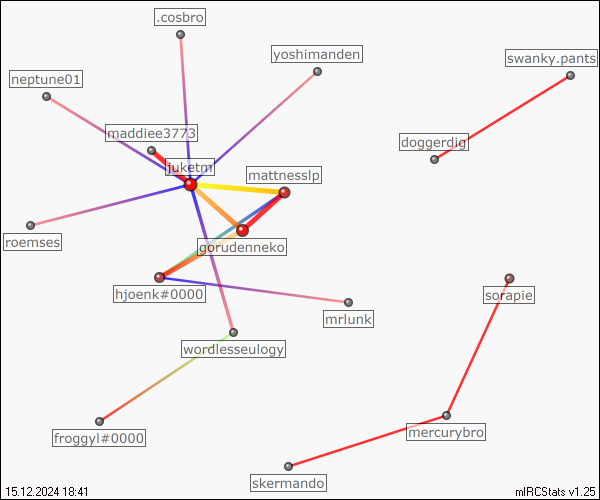 .cosbro
yoshimanden
swanky.pants
neptune01
maddiee3773
doggerdig
juketm
mattnesslp
roemses
gorudenneko
hjoenk#0000
sorapie
mrlunk
wordlesseulogy
froggyl#0000
mercurybro
skermando
15.12.2024 18:41
mIRCStats v1.25